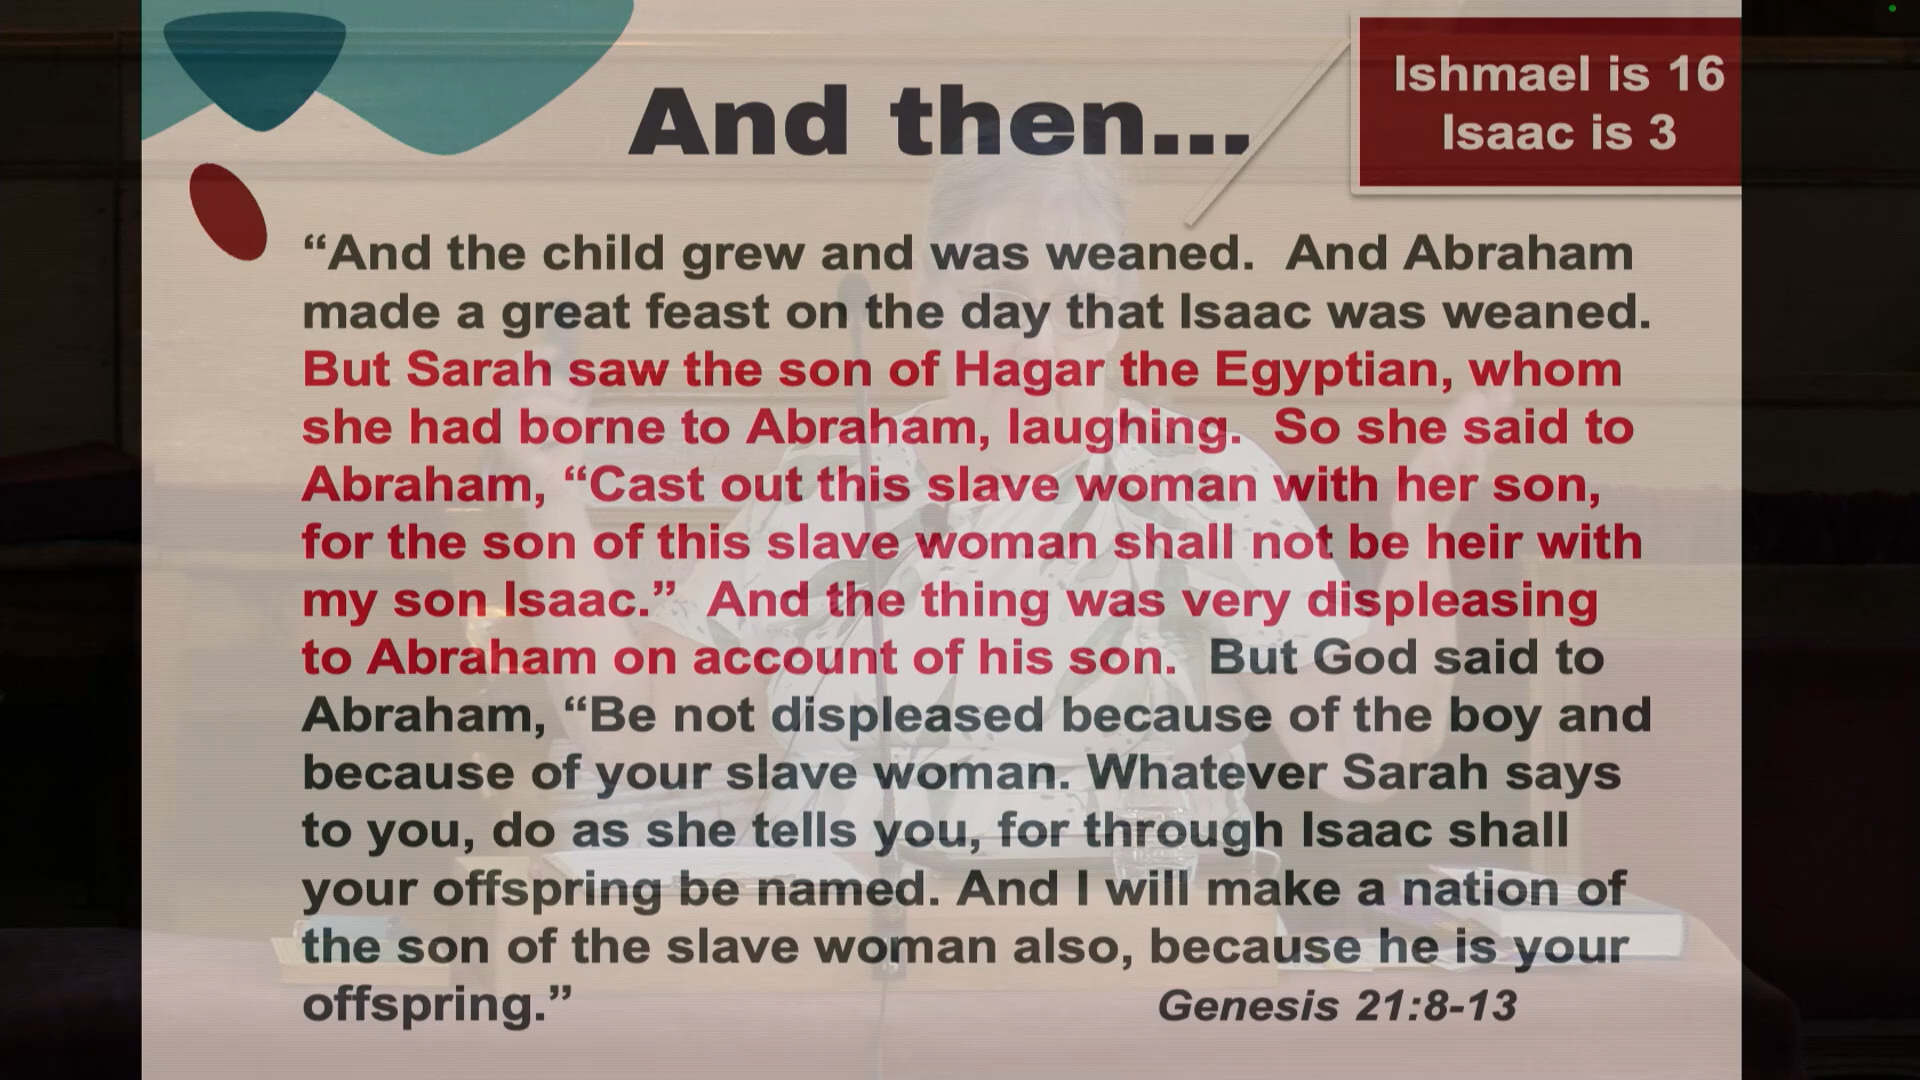 And then...
Ishmael is 16
Isaac is 3
“And the child grew and was weaned.  And Abraham
made a great feast on the day that Isaac was weaned.
But Sarah saw the son of Hagar the Egyptian, whom
she had borne to Abraham, laughing.  So she said to
Abraham, “Cast out this slave woman with her son,
for the son of this slave woman shall not be heir with
my son Isaac.”  And the thing was very displeasing
to Abraham on account of his son.  But God said to
Abraham, “Be not displeased because of the boy and
because of your slave woman. Whatever Sarah says
to you, do as she tells you, for through Isaac shall
your offspring be named. And I will make a nation of
the son of the slave woman also, because he is your
offspring.”
Genesis 21:8-13